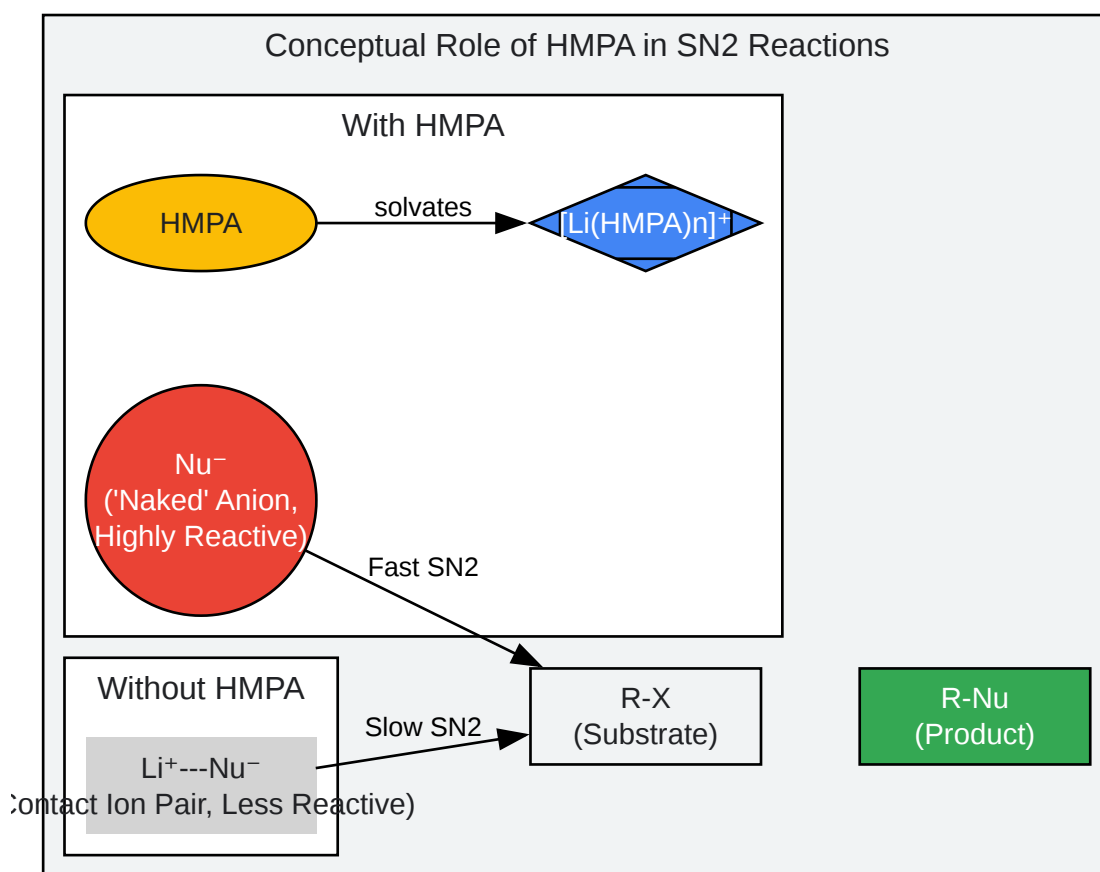 Conceptual Role of HMPA in SN2 Reactions
With HMPA
HMPA
solvates
[Li(HMPA)n]⁺
Nu⁻
('Naked' Anion,
Highly Reactive)
Fast SN2
Without HMPA
Li⁺---Nu⁻
Contact Ion Pair, Less Reactive)
Slow SN2
R-X
(Substrate)
R-Nu
(Product)